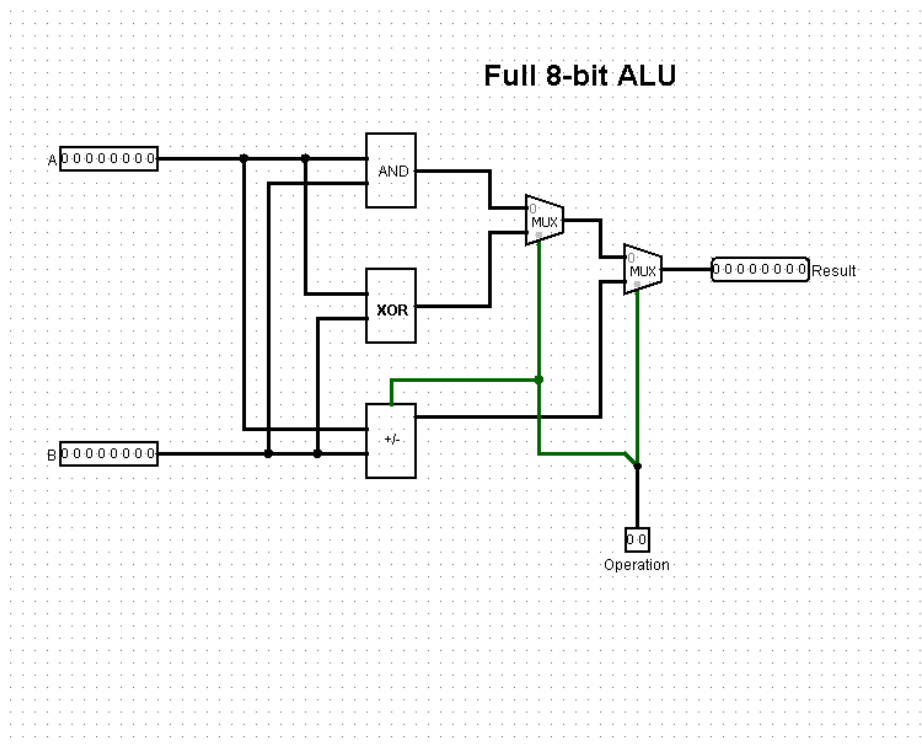 Full 8-bit ALU
A 00000000
AND
0
MUX
0
MUX
00000000 Result
XOR
+/-
B 00000000
00
Operation